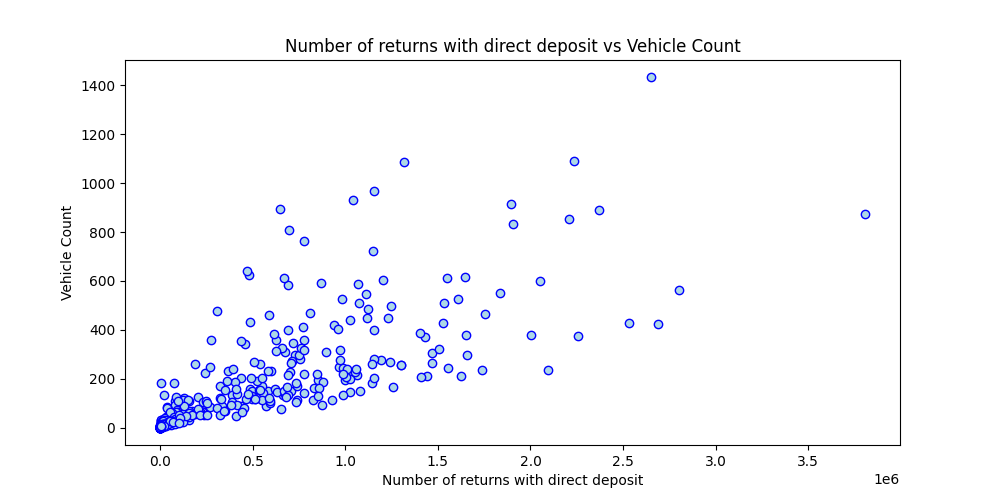 Number of returns with direct deposit vs Vehicle Count
Vehicle Count
1400
1200
1000
800
600
400
200
0
0.0 0.5 1.0 1.5 2.0 2.5 3.0 3.5
1e6
Number of returns with direct deposit